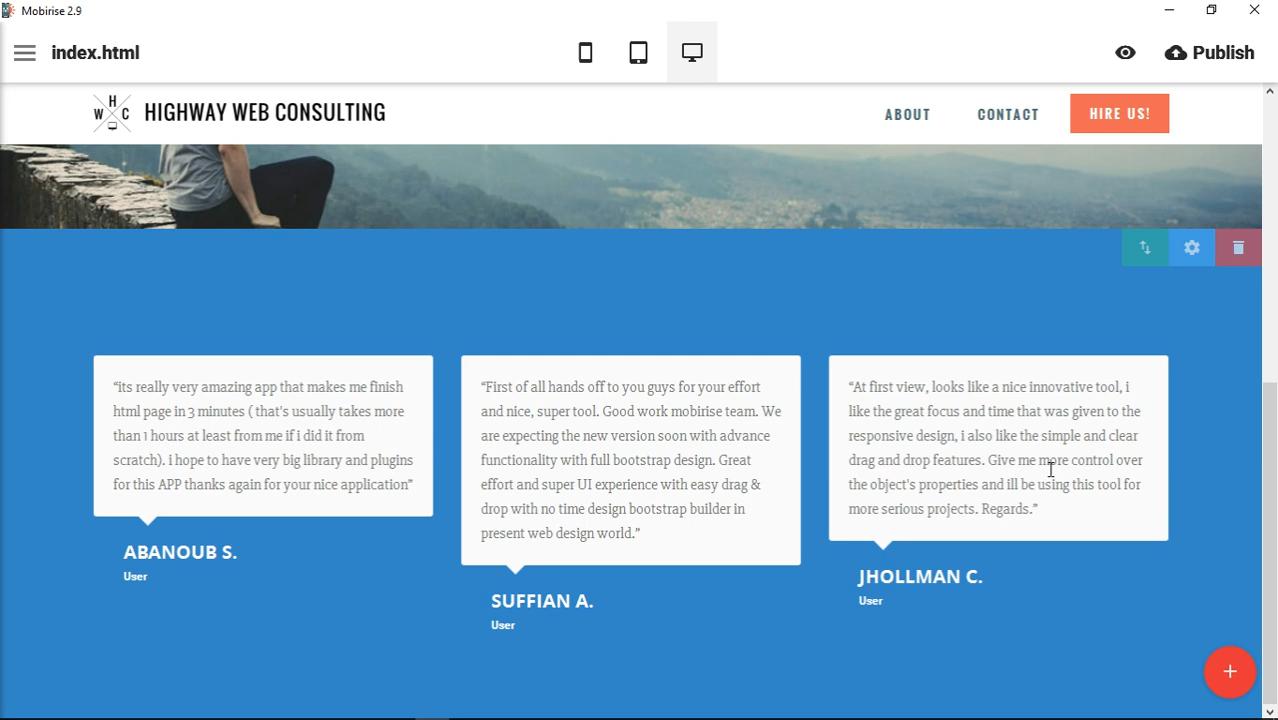 Mobirise 2.9
index.html
Publish
H
W C
HIGHWAY WEB CONSULTING
ABOUT
CONTACT
HIRE US!
“its really very amazing app that makes me finish
html page in 3 minutes ( that's usually takes more
than 1 hours at least from me if i did it from
scratch). i hope to have very big library and plugins
for this APP thanks again for your nice application”
ABANOUB S.
User
“First of all hands off to you guys for your effort
and nice, super tool. Good work mobirise team. We
are expecting the new version soon with advance
functionality with full bootstrap design. Great
effort and super UI experience with easy drag &
drop with no time design bootstrap builder in
present web design world.”
SUFFIAN A.
User
“At first view, looks like a nice innovative tool, i
like the great focus and time that was given to the
responsive design, i also like the simple and clear
drag and drop features. Give me more control over
the object's properties and ill be using this tool for
more serious projects. Regards.”
JHOLLMAN C.
User